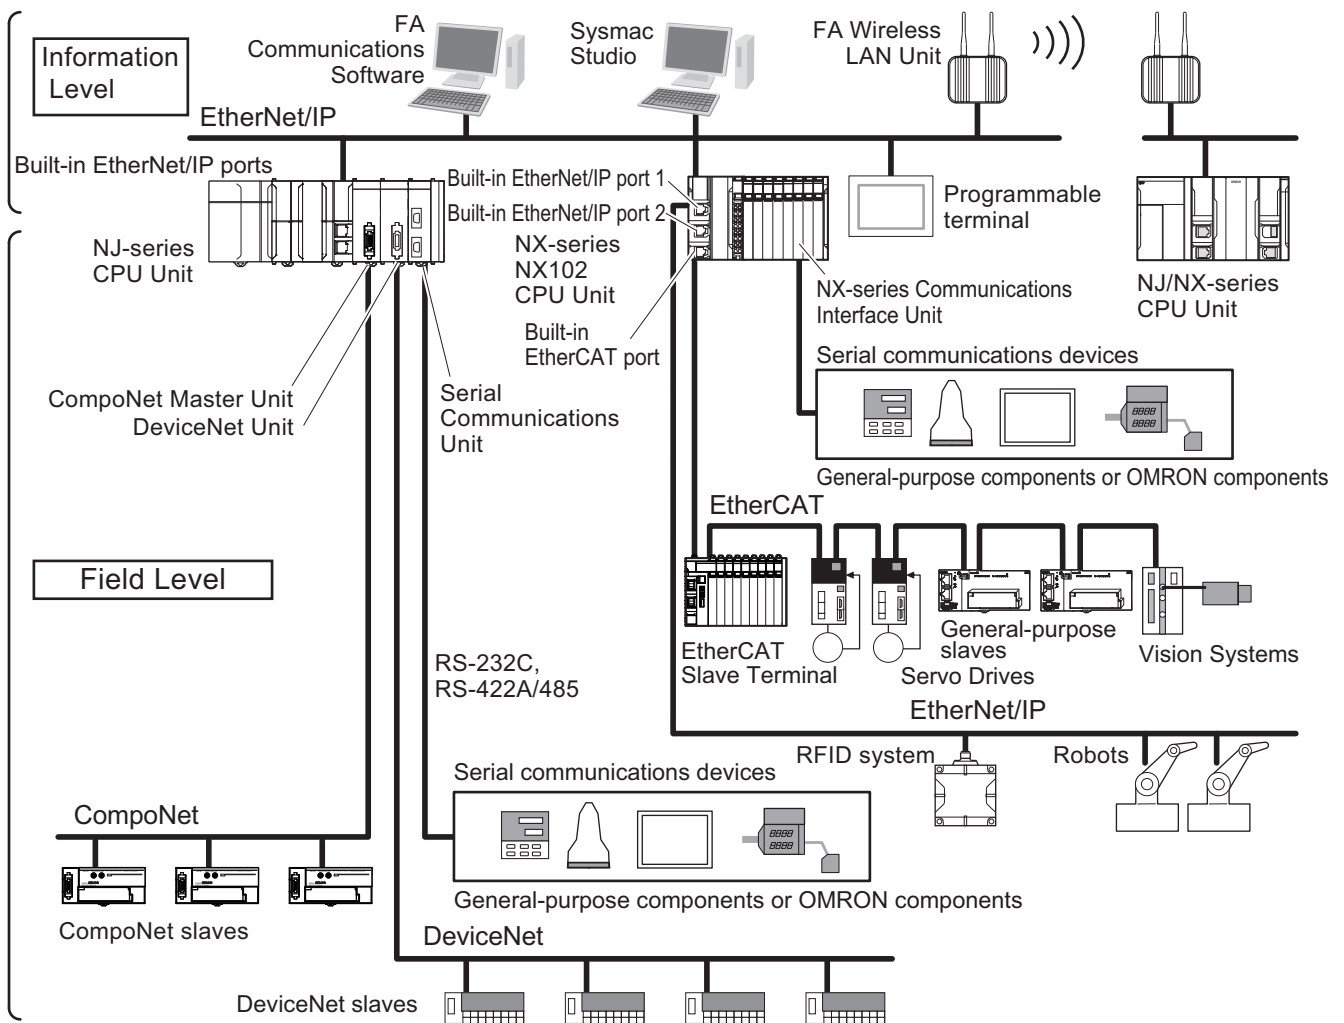 Information
Level
FA
Communications
Software
Sysmac
Studio
FA Wireless
LAN Unit
EtherNet/IP
Built-in EtherNet/IP ports
Built-in EtherNet/IP port 1
Built-in EtherNet/IP port 2
Programmable
terminal
NJ-series
CPU Unit
NX-series
NX102
CPU Unit
NX-series Communications
Interface Unit
NJ/NX-series
CPU Unit
Built-in
EtherCAT port
Serial communications devices
CompoNet Master Unit
DeviceNet Unit
Serial
Communications
Unit
8888
8888
General-purpose components or OMRON components
EtherCAT
Field Level
EtherCAT
Slave Terminal
Servo Drives
General-purpose
slaves
Vision Systems
RS-232C,
RS-422A/485
EtherNet/IP
RFID system
Robots
Serial communications devices
8888
8888
General-purpose components or OMRON components
CompoNet
CompoNet slaves
DeviceNet
DeviceNet slaves